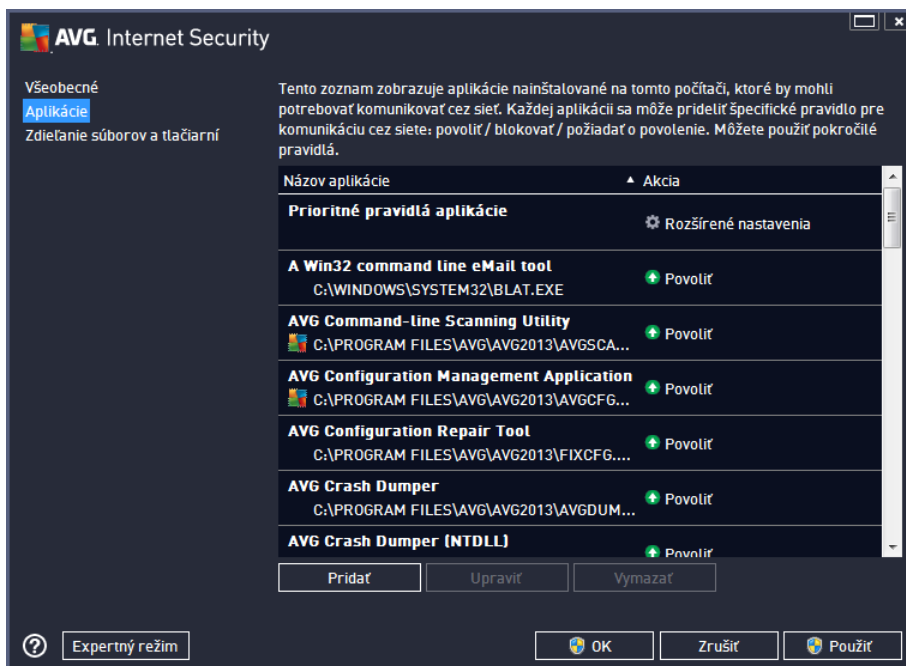 AVG. Internet Security
Všeobecné
Aplikácie
Zdieľanie súborov a tlačiarní
Tento zoznam zobrazuje aplikácie nainštalované na tomto počítači, ktoré by mohli
potrebovať komunikovať cez sieť. Každej aplikácii sa môže prideliť špecifické pravidlo pre
komunikáciu cez siete: povoliť / blokovať / požiadať o povolenie. Môžete použiť pokročilé
pravidlá.
Názov aplikácie Akcia
Prioritné pravidlá aplikácie
Rozšírené nastavenia
A Win32 command line eMail tool
C:\WINDOWS\SYSTEM32\BLAT.EXE
Povoliť
AVG Command-line Scanning Utility
C:\PROGRAM FILES\AVG\AVG2013\AVGSCA...
Povoliť
AVG Configuration Management Application
C:\PROGRAM FILES\AVG\AVG2013\AVGCFG...
Povoliť
AVG Configuration Repair Tool
C:\PROGRAM FILES\AVG\AVG2013\FIXCFG....
Povoliť
AVG Crash Dumper
C:\PROGRAM FILES\AVG\AVG2013\AVGDUM...
Povoliť
AVG Crash Dumper (NTDLL)
Povoliť
Pridať Upraviť Vymazať
? Expertný režim OK Zrušiť Použiť